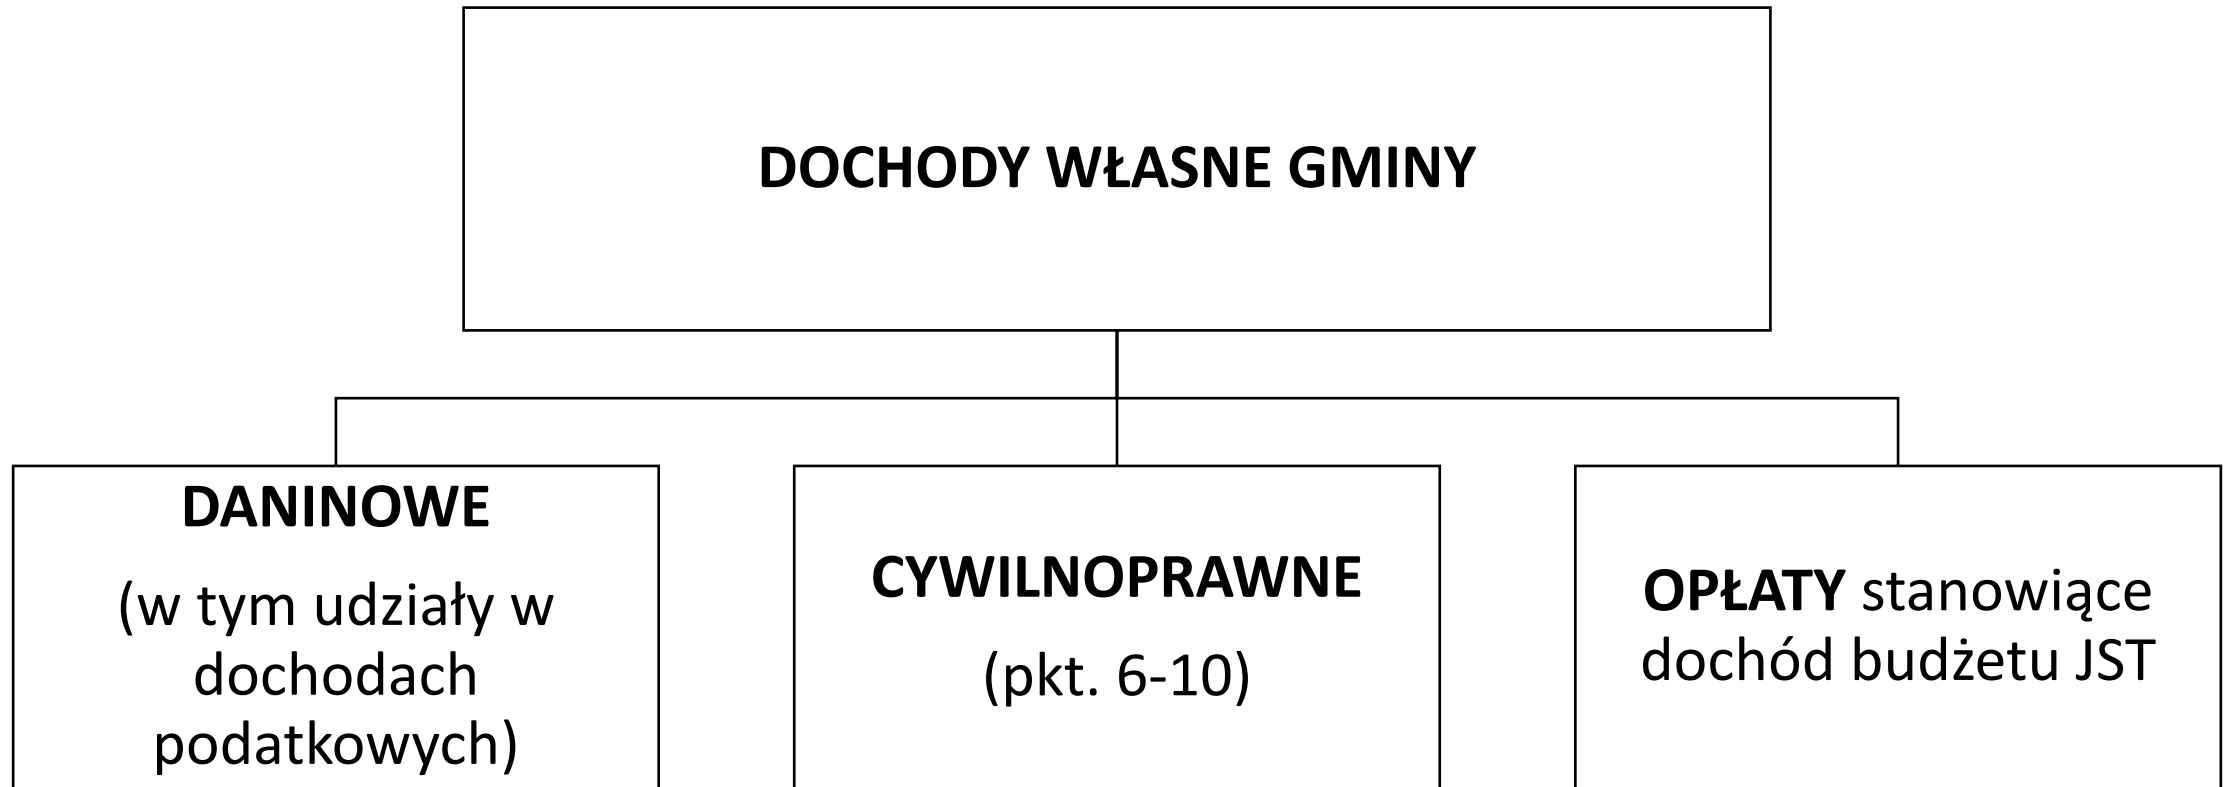 DOCHODY WŁASNE GMINY
DANINOWE
(w tym udziały w
dochodach
podatkowych)
CYWILNOPRAWNE
(pkt. 6-10)
OPŁATY stanowiące
dochód budżetu JST